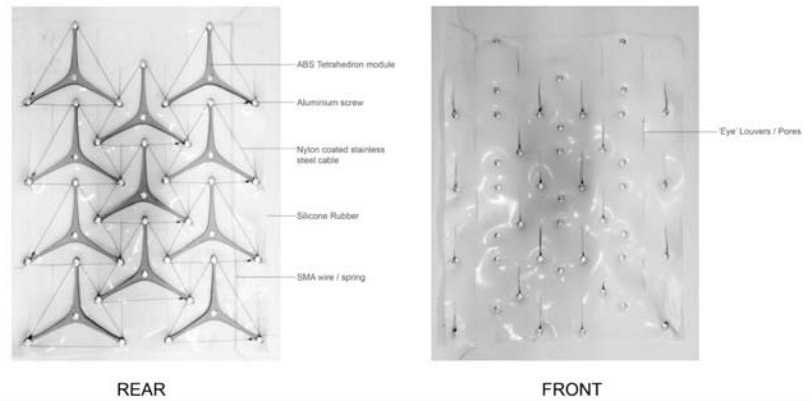 ABS Tetrahedron module
Aluminium screw
Nylon coated stainless
steel cable
Silicone Rubber
SMA wire / spring
'Eye' Louvers / Pores
REAR
FRONT